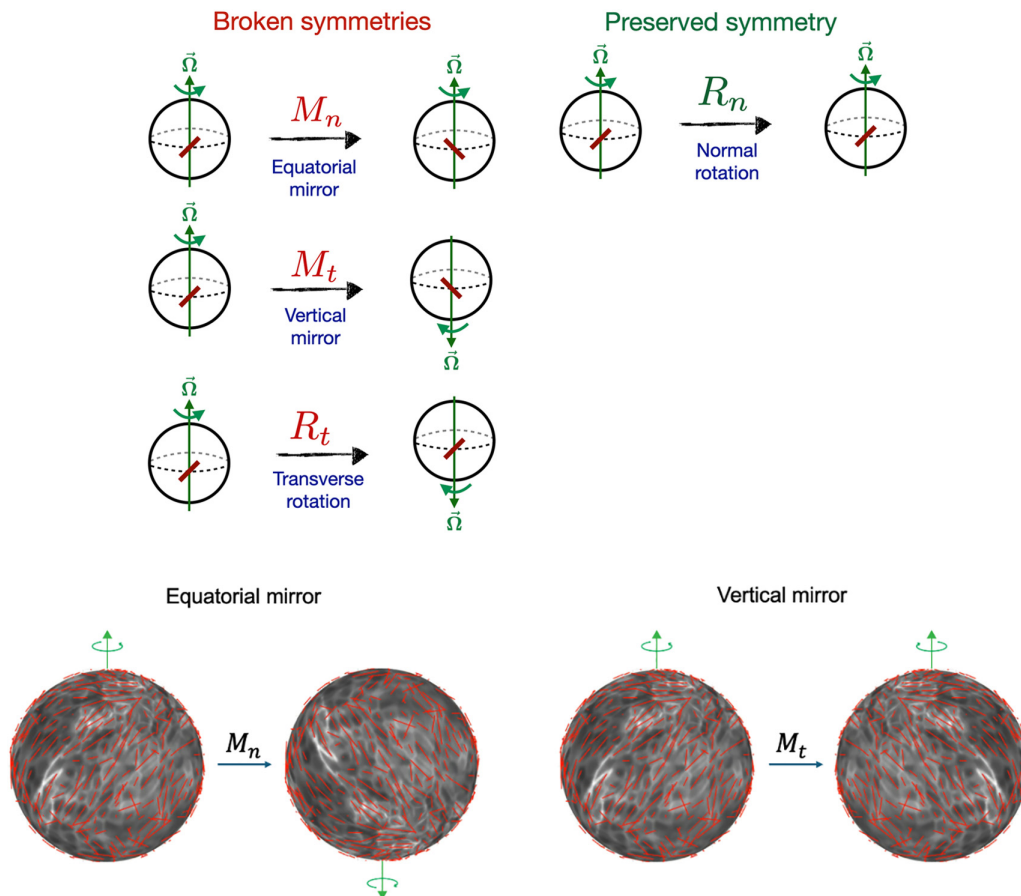 Broken symmetries
Preserved symmetry
Ω⃗
Ω⃗
Ω⃗
Ω⃗
M_n
R_n
Equatorial
mirror
Normal
rotation
Ω⃗
M_t
Vertical
mirror
Ω⃗
Ω⃗
R_t
Transverse
rotation
Ω⃗
Equatorial mirror
Vertical mirror
M_n
M_t